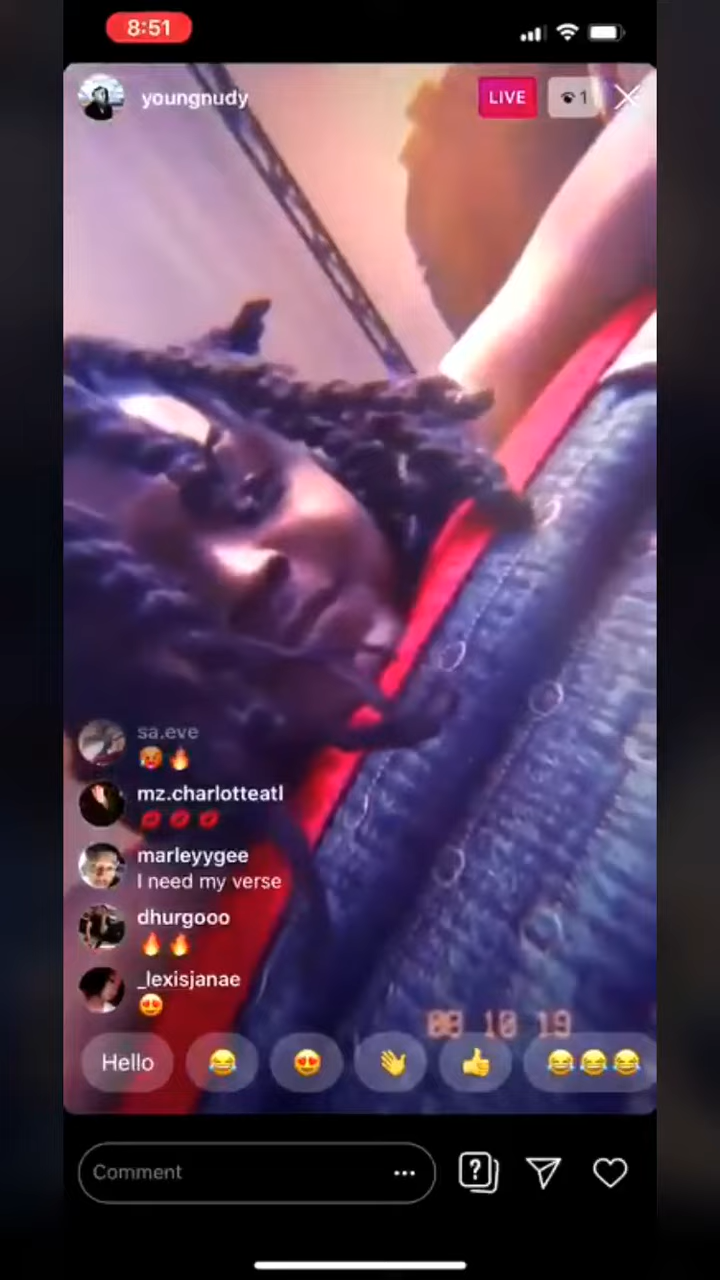 8:51
youngnudy
LIVE
1
sa.eve
mz.charlotteatl
marleyygee
I need my verse
dhurgooo
_lexisjanae
08 10 19
Hello
Comment